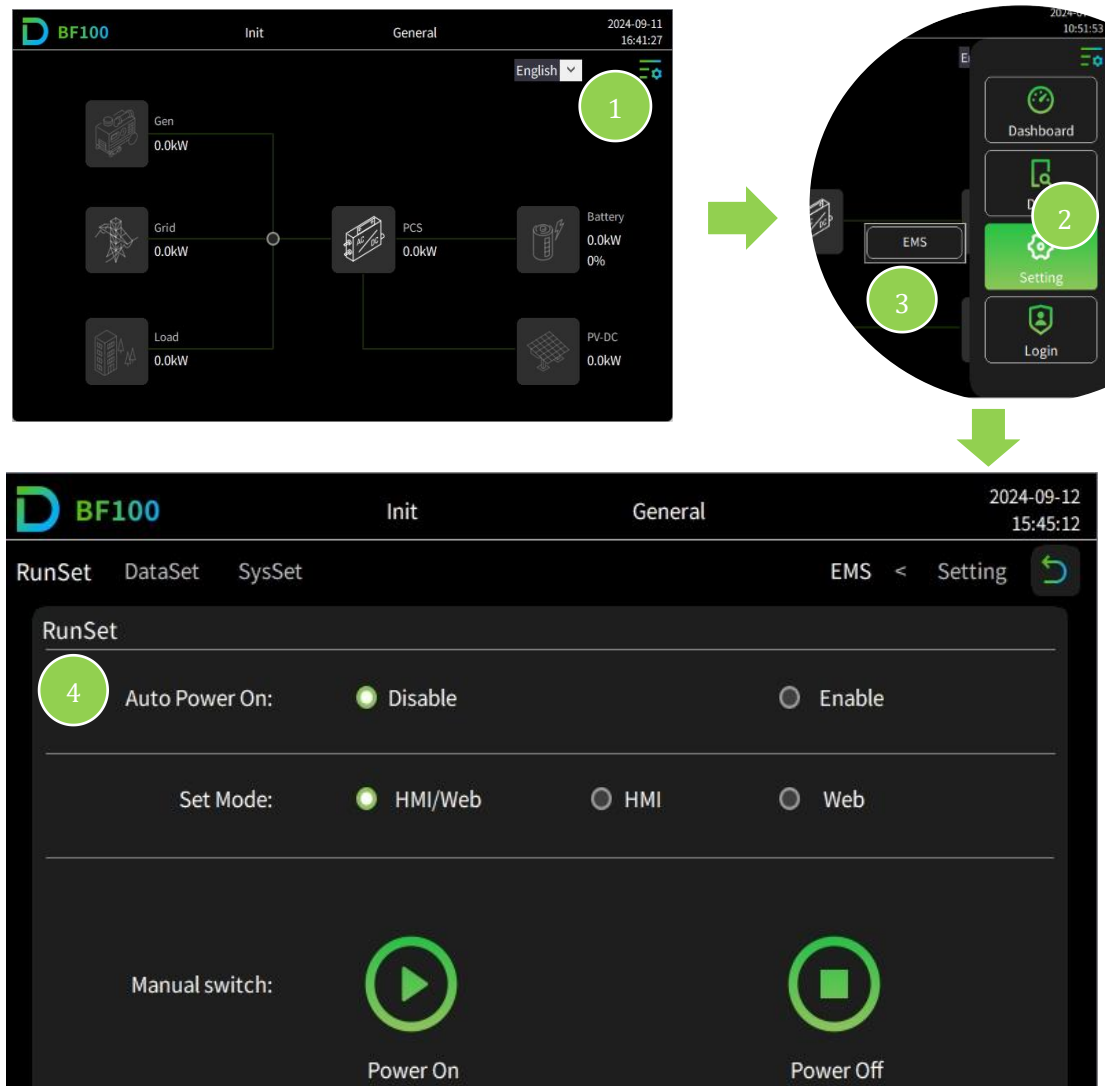 BF100 Init General 2024-09-11
16:41:27
English
1
Gen
0.0kW
Grid
0.0kW
PCS
0.0kW
Battery
0.0kW
0%
Load
0.0kW
PV-DC
0.0kW
10:51:53
Dashboard
2
EMS
Setting
3
Login
BF100 Init General 2024-09-12
15:45:12
RunSet DataSet SysSet EMS < Setting
RunSet
4 Auto Power On: Disable Enable
Set Mode: HMI/Web HMI Web
Manual switch:
Power On Power Off